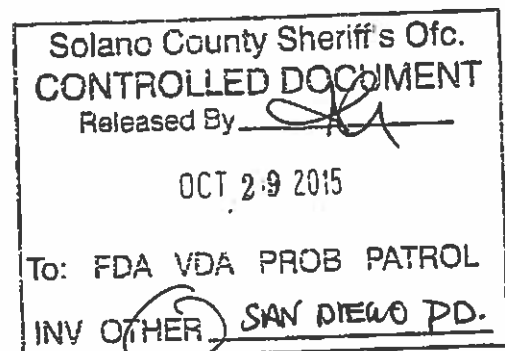 Solano County Sheriff's Ofc.
CONTROLLED DOCUMENT
Released By
OCT 29 2015
To: FDA VDA PROB PATROL
INV OTHER SAN DIEGO PD.